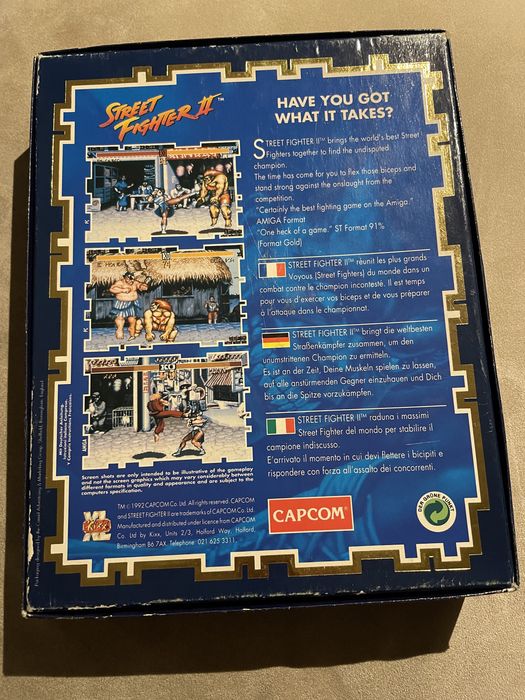 STREET
FIGHTER II™
HAVE YOU GOT
WHAT IT TAKES?
STREET FIGHTER II™ brings the world's best Street
Fighters together to find the undisputed
champion.
The time has come for you to flex those biceps and
stand strong against the onslaught from the
competition.
"Certainly the best fighting game on the Amiga."
AMIGA Format
"One heck of a game." ST Format 91%
(Format Gold)
STREET FIGHTER II™ réunit les plus grands
Voyous (Street Fighters) du monde dans un
combat contre le champion incontesté. Il est temps
pour vous d'exercer vos biceps et de vous préparer
à l'attaque dans le championnat.
STREET FIGHTER II™ bringt die weltbesten
Straßenkämpfer zusammen, um den
unumstrittenen Champion zu ermitteln.
Es ist an der Zeit, Deine Muskeln spielen zu lassen,
auf alle anstürmenden Gegner einzuhauen und Dich
bis an die Spitze vorzukämpfen.
STREET FIGHTER II™ raduna i massimi
Street Fighter del mondo per stabilire il
campione indiscusso.
E'arrivato il momento in cui devi flettere i bicipiti e
rispondere con forza all'assalto dei concorrenti.
PC
PC
AMIGA
KO
KO
Screen shots are only intended to be illustrative of the gameplay
and not the screen graphics which may vary considerably between
different formats in quality and appearance and are subject to the
computers specification.
TM © 1992 CAPCOM Co. Ltd. All rights reserved. CAPCOM
and STREET FIGHTER II are trademarks of CAPCOM Co. Ltd.
Manufactured and distributed under licence from CAPCOM
Co. Ltd by Kixx, Units 2/3, Holford Way, Holford,
Birmingham B6 7AX. Telephone: 021 625 3311.
KIXX
XL
CAPCOM®
DER GRÜNE PUNKT